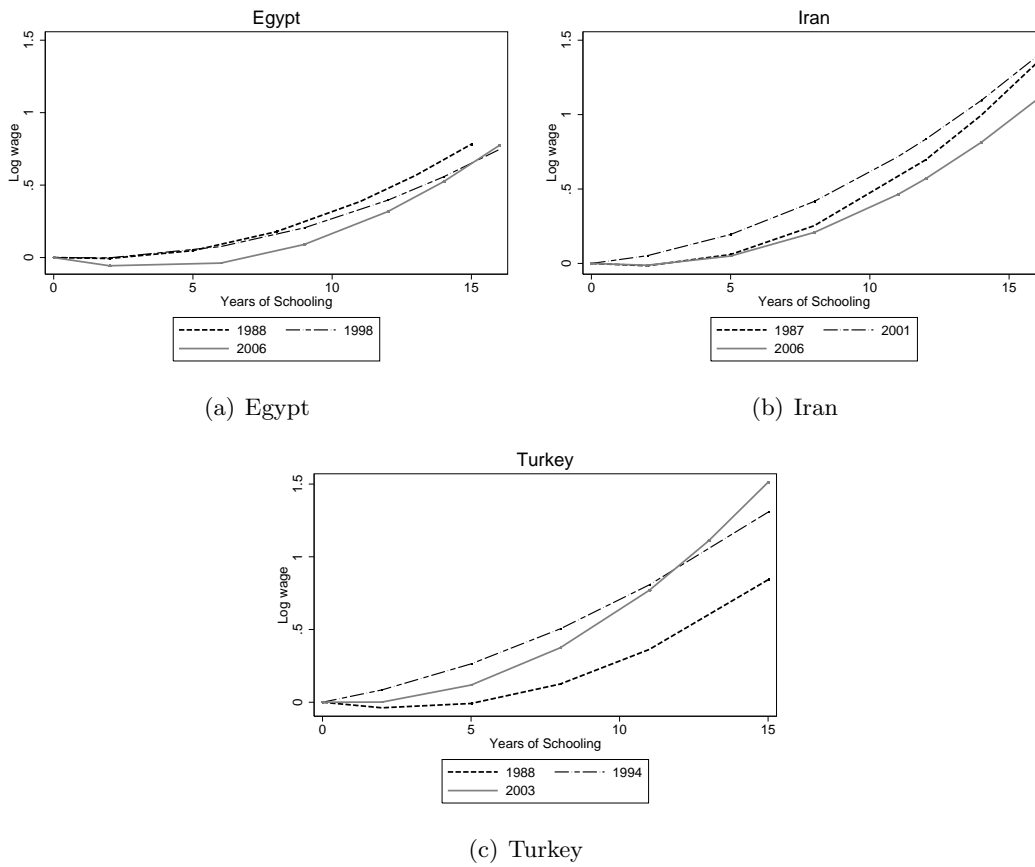 Egypt
Log wage
0 .5 1 1.5
0 5 10 15
Years of Schooling
1988 1998
2006
(a) Egypt
Iran
Log wage
0 .5 1 1.5
0 5 10 15
Years of Schooling
1987 2001
2006
(b) Iran
Turkey
Log wage
0 .5 1 1.5
0 5 10 15
Years of Schooling
1988 1994
2003
(c) Turkey